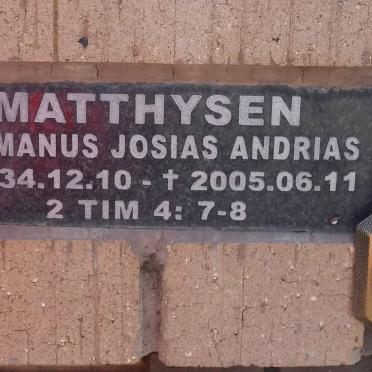 MATTHYSEN
MANUS JOSIAS ANDRIAS
34.12.10 - † 2005.06.11
2 TIM 4: 7-8